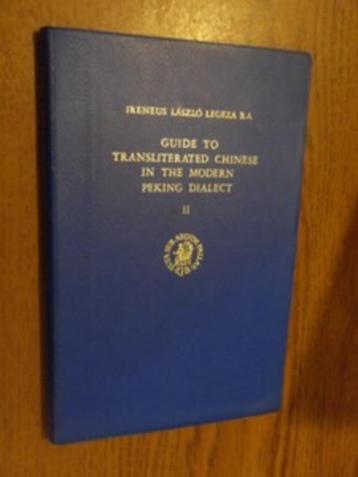 IRENEUS LÁSZLÓ LEGEZA B.A.
GUIDE TO
TRANSLITERATED CHINESE
IN THE MODERN
PEKING DIALECT
II